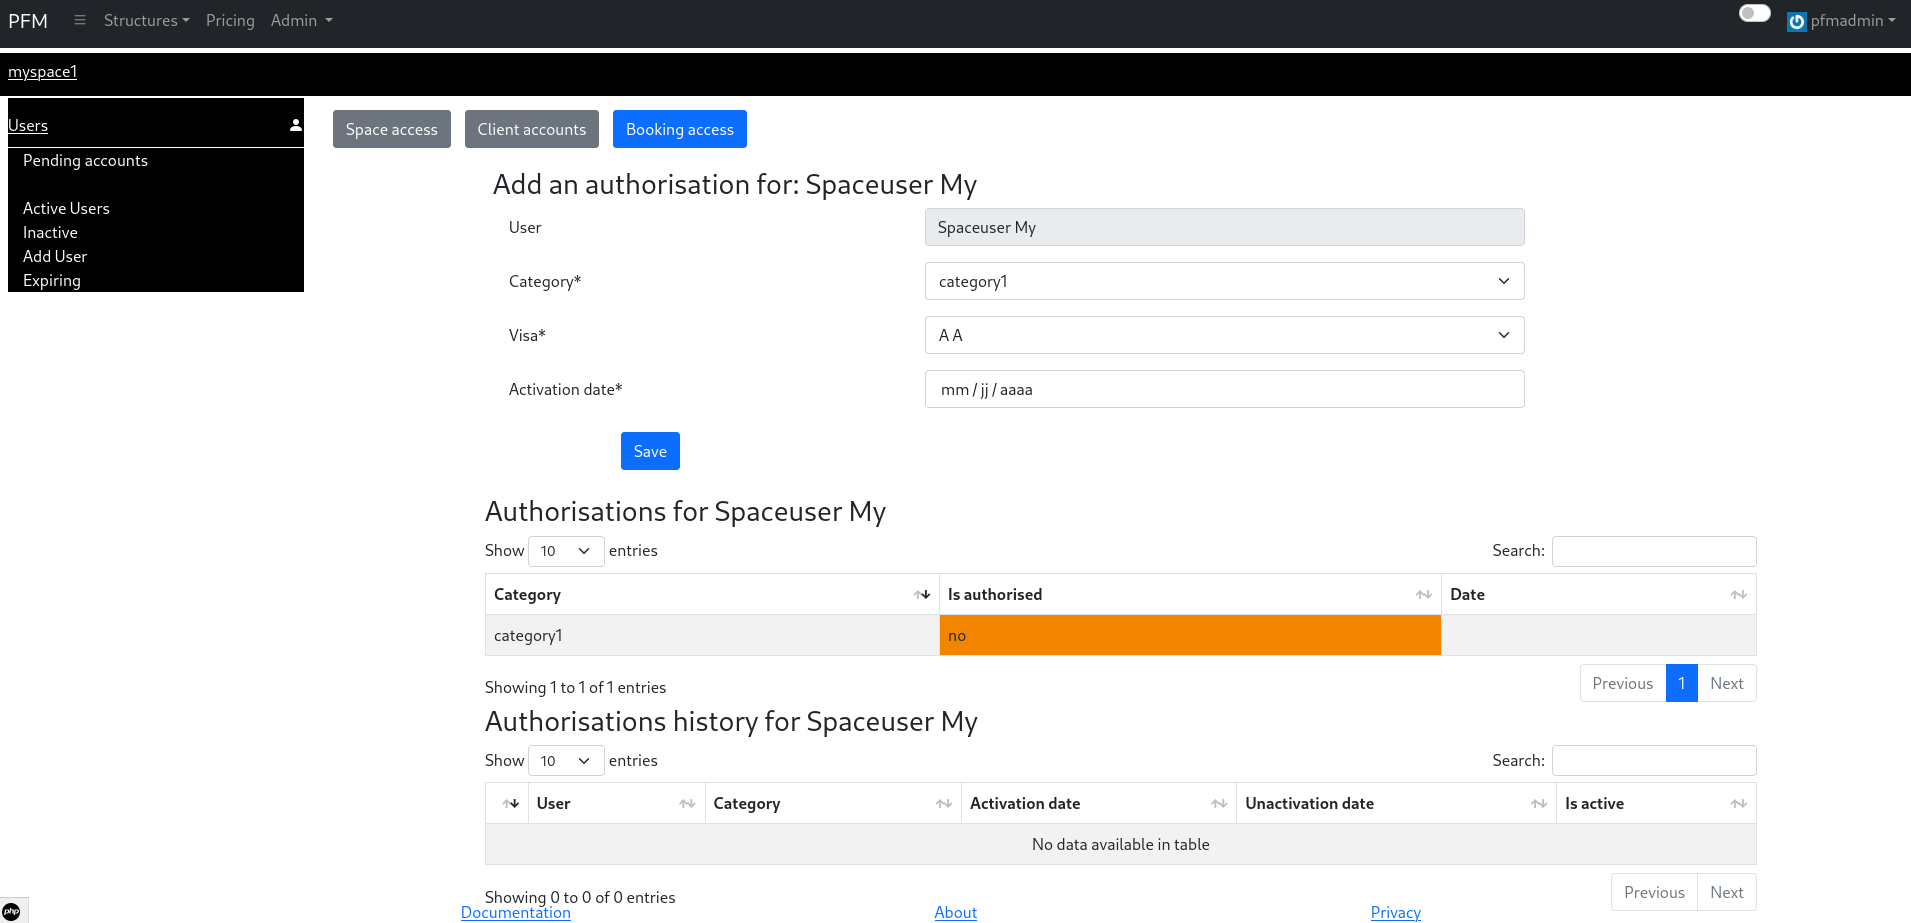 PFM Structures Pricing Admin pfmadmin
myspace1
Users
Pending accounts
Active Users
Inactive
Add User
Expiring
Space access Client accounts Booking access
Add an authorisation for: Spaceuser My
User Spaceuser My
Category* category1
Visa* A A
Activation date* mm / jj / aaaa
Save
Authorisations for Spaceuser My
Show 10 entries Search:
Category Is authorised Date
category1 no
Showing 1 to 1 of 1 entries Previous 1 Next
Authorisations history for Spaceuser My
Show 10 entries Search:
User Category Activation date Unactivation date Is active
No data available in table
Showing 0 to 0 of 0 entries Previous Next
Documentation About Privacy
php